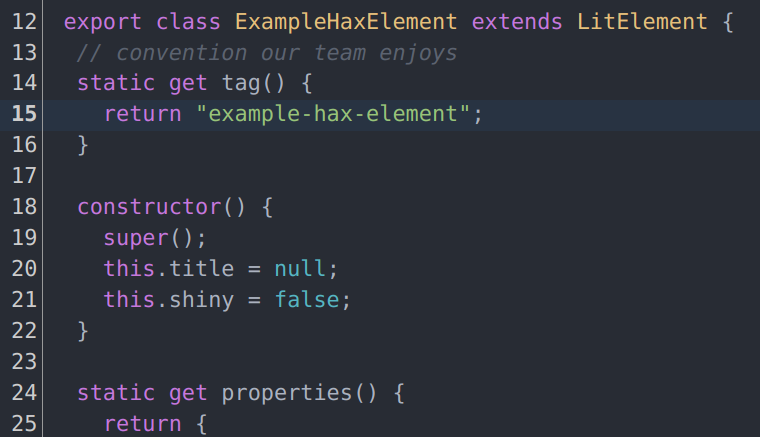 12 export class ExampleHaxElement extends LitElement {
13 // convention our team enjoys
14 static get tag() {
15 return "example-hax-element";
16 }
17
18 constructor() {
19 super();
20 this.title = null;
21 this.shiny = false;
22 }
23
24 static get properties() {
25 return {